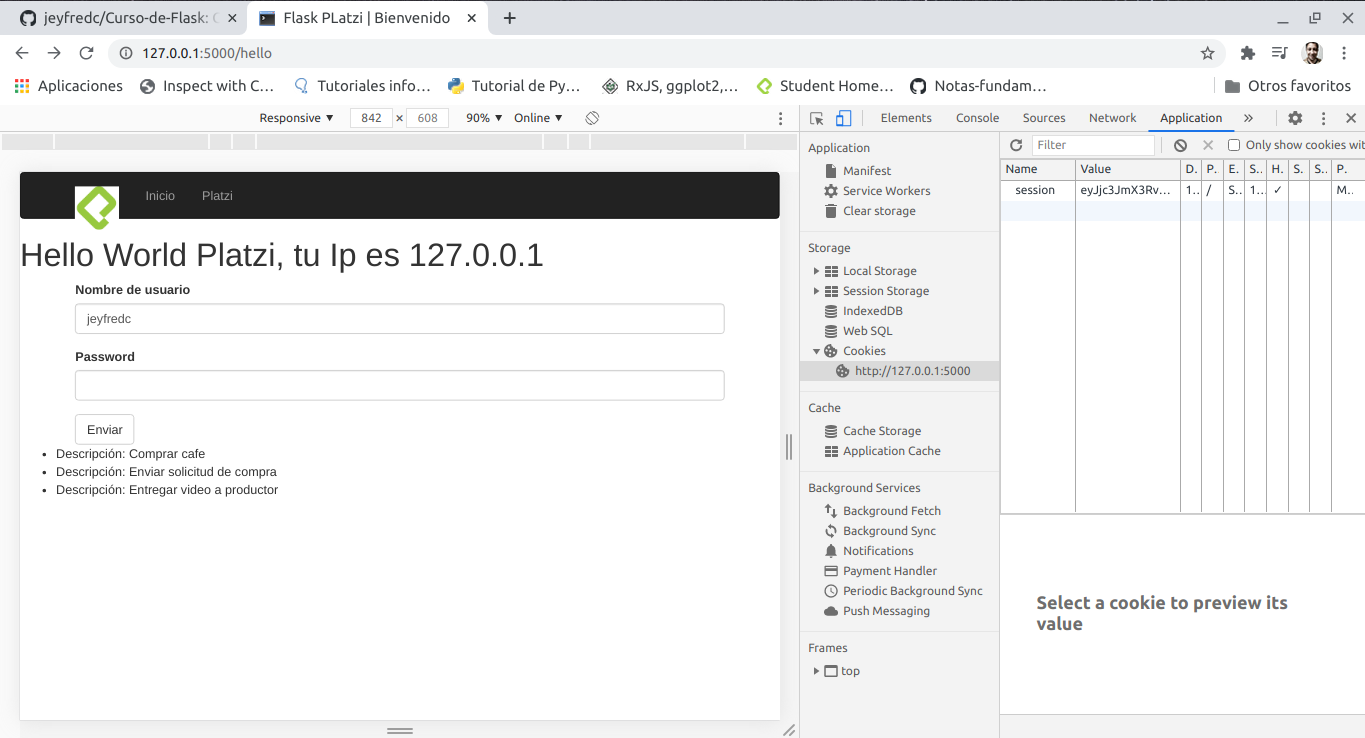 jeyfredc/Curso-de-Flask: C
Flask PLatzi | Bienvenido
127.0.0.1:5000/hello
Aplicaciones
Inspect with C...
Tutoriales info...
Tutorial de Py...
RxJS, ggplot2,...
Student Home...
Notas-fundam...
Otros favoritos
Responsive ▼ 842 × 608 90% ▼ Online ▼
Elements Console Sources Network Application »
Inicio Platzi
Hello World Platzi, tu Ip es 127.0.0.1
Nombre de usuario
jeyfredc
Password
Enviar
• Descripción: Comprar cafe
• Descripción: Enviar solicitud de compra
• Descripción: Entregar video a productor
Application
Manifest
Service Workers
Clear storage
Storage
Local Storage
Session Storage
IndexedDB
Web SQL
Cookies
http://127.0.0.1:5000
Cache
Cache Storage
Application Cache
Background Services
Background Fetch
Background Sync
Notifications
Payment Handler
Periodic Background Sync
Push Messaging
Frames
top
Filter
Only show cookies wit
Name Value D. P. E. S. H. S. S. P.
session eyJjc3JmX3Rv... 1.. / S.. 1.. ✓ M..
Select a cookie to preview its
value